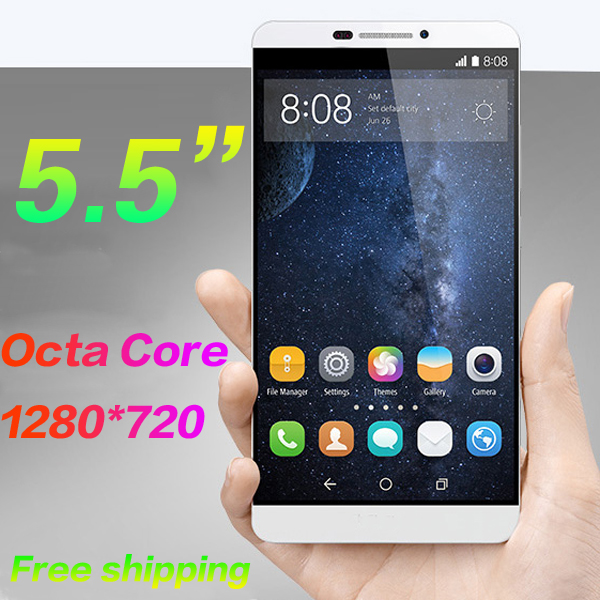 8:08
8:08
AM
Set default city
Jun 26
5.5”
Octa Core
1280*720
File Manager Settings Themes Gallery Camera
Free shipping